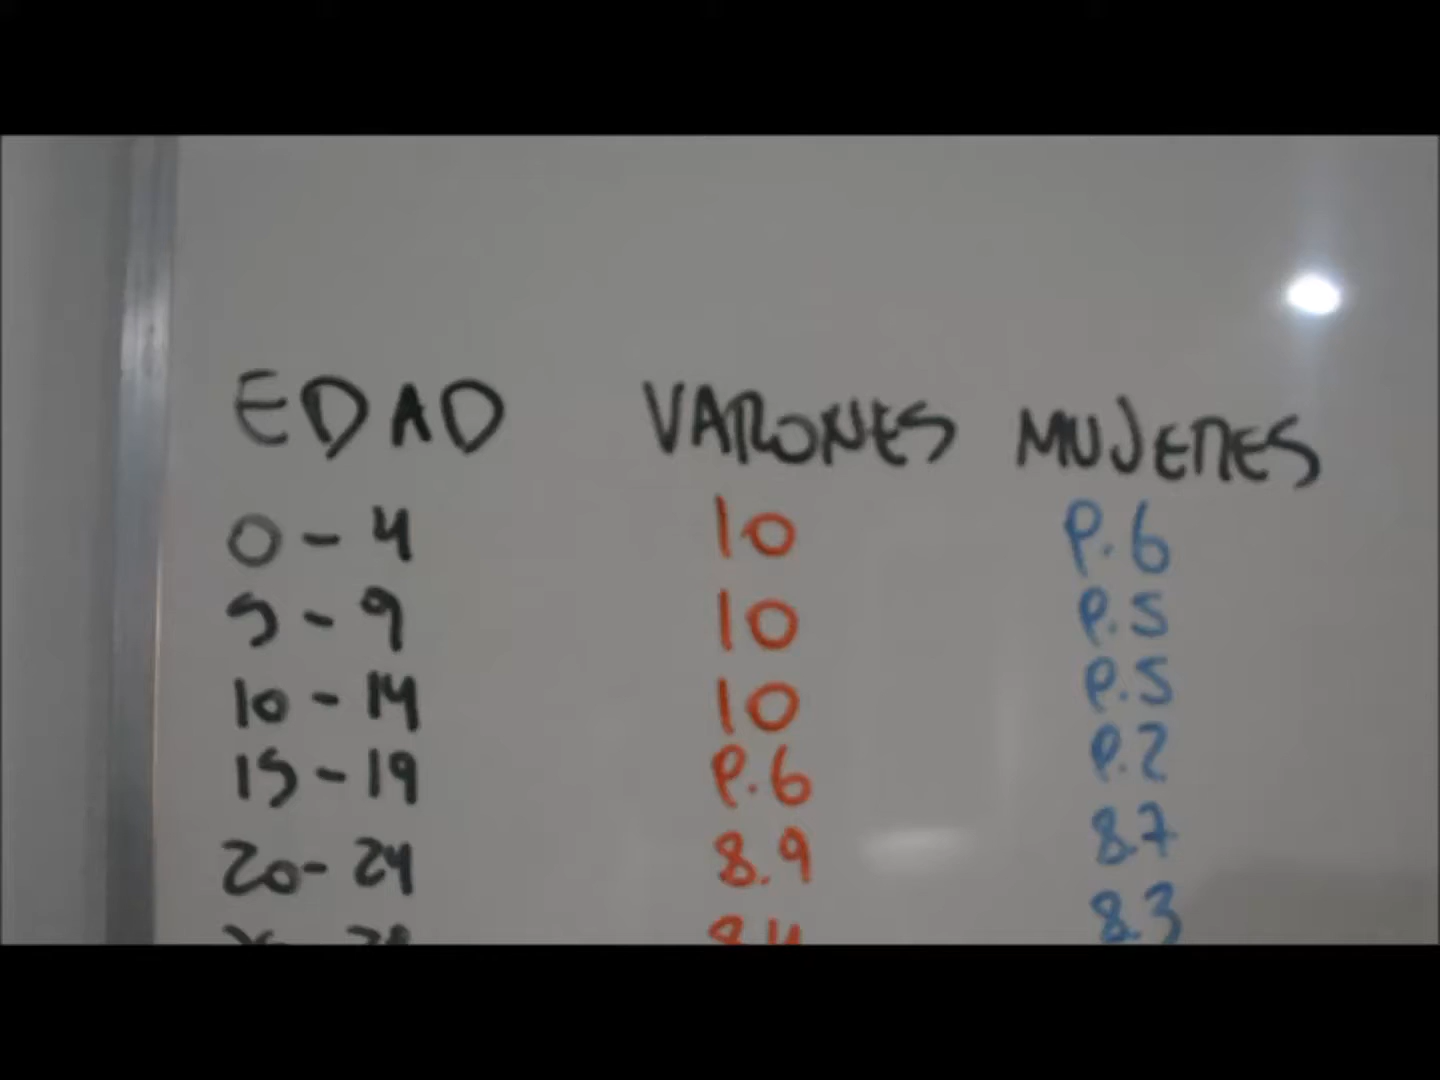 EDAD VARONES MUJERES
0 - 4 10 9.6
5 - 9 10 9.5
10 - 14 10 9.5
15 - 19 9.6 9.2
20 - 24 8.9 8.7
8.3